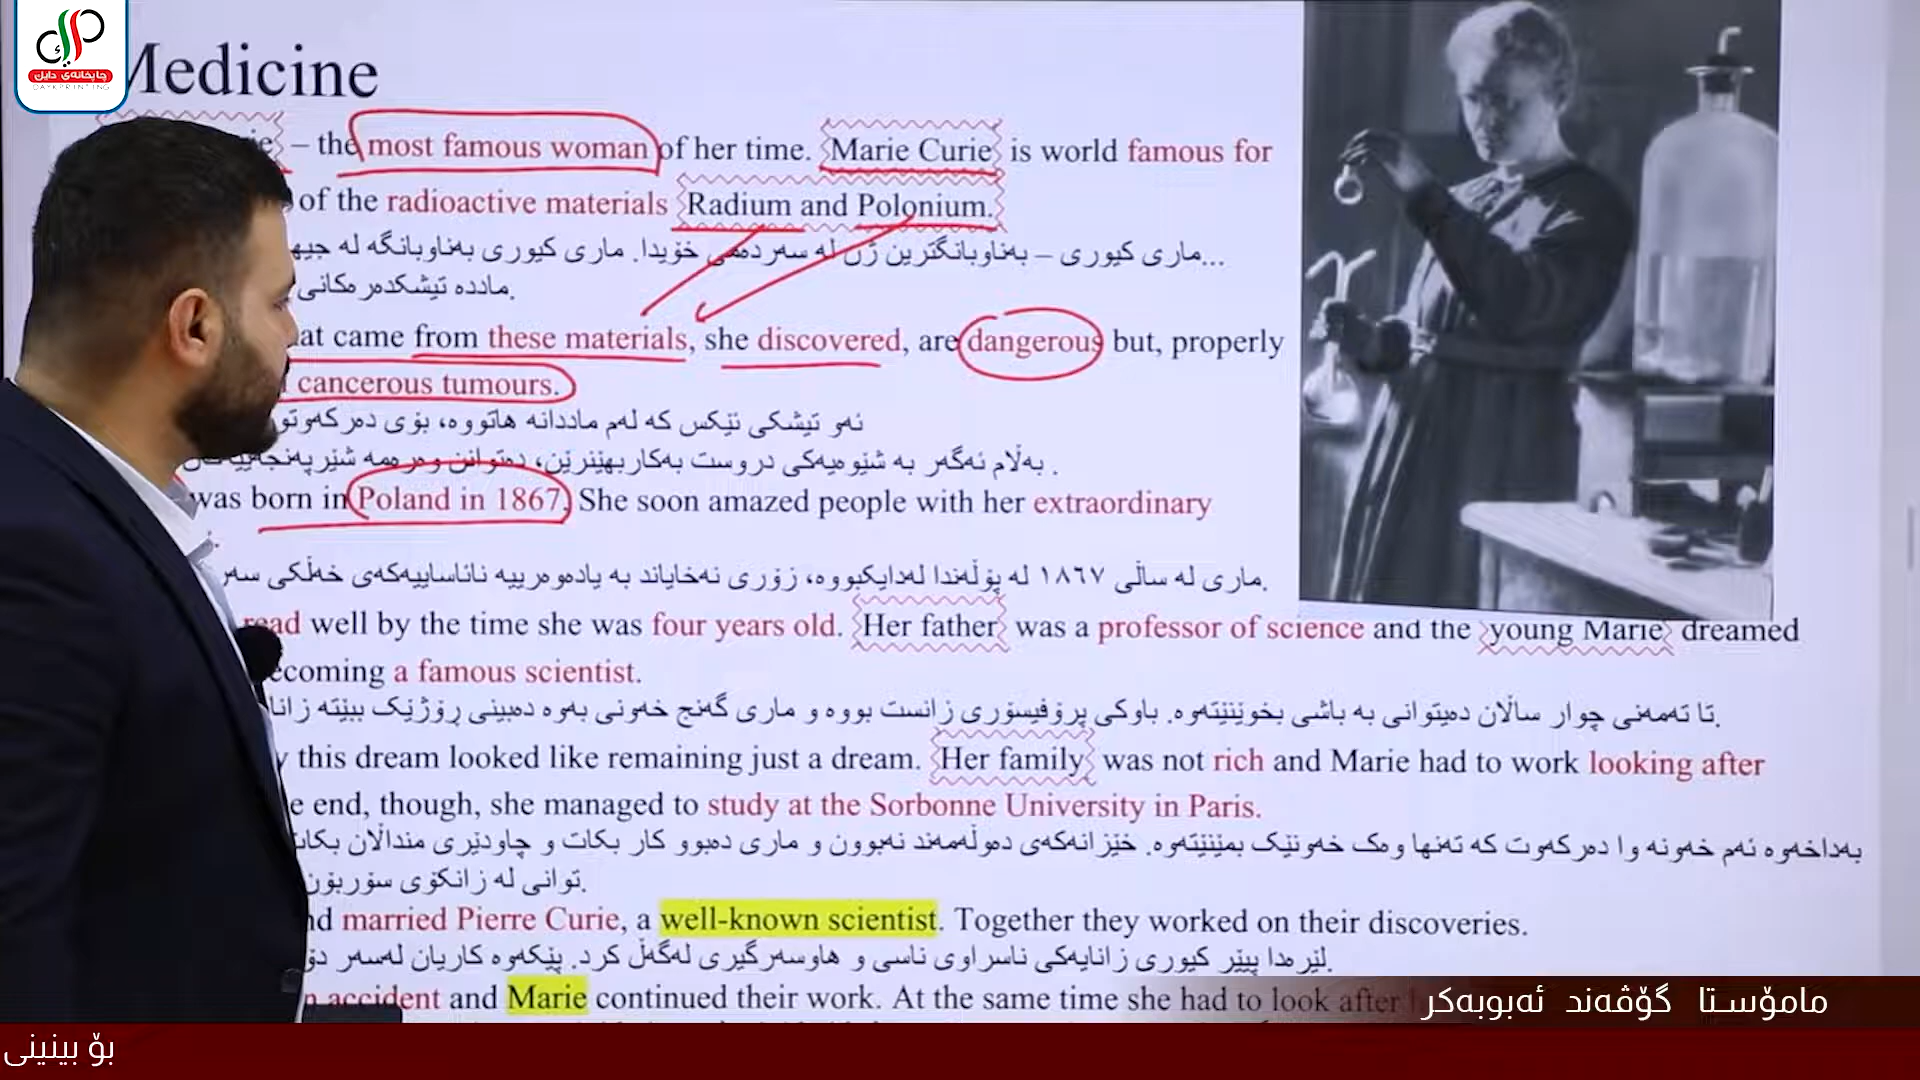 چاپخانەی دایک
DAYKPRINTING
Medicine
– the most famous woman of her time. Marie Curie is world famous for
of the radioactive materials Radium and Polonium.
ماری کیوری – بەناوبانگترین ژن لە سەردەمی خۆیدا. ماری کیوری بەناوبانگە لە...
ماددە تیشکدەرەکانی.
at came from these materials, she discovered, are dangerous but, properly
cancerous tumours.
ئەو تیشکی ئێکس کە لەم ماددانە هاتووە، بۆی
بەڵام ئەگەر بە شێوەیەکی دروست بەکاربهێنرێن، دەتوانن وەرەمە .
was born in Poland in 1867. She soon amazed people with her extraordinary
ماری لە ساڵی ١٨٦٧ لە پۆڵەندا لەدایکبووە، زۆری نەخایاند بە یادەوەرییە نائاساییەکەی خەڵکی.
read well by the time she was four years old. Her father was a professor of science and the young Marie dreamed
ecoming a famous scientist.
تا تەمەنی چوار ساڵان دەیتوانی بە باشی بخوێنێتەوە. باوکی پرۆفیسۆری زانست بووە و ماری گەنج خەونی بەوە دەبینی ڕۆژێک ببێتە.
y this dream looked like remaining just a dream. Her family was not rich and Marie had to work looking after
e end, though, she managed to study at the Sorbonne University in Paris.
بەداخەوە ئەم خەونە وا دەرکەوت کە تەنها وەک خەونێک بمێنێتەوە. خێزانەکەی دەوڵەمەند نەبوون و ماری دەبوو کار بکات و چاودێری منداڵان
توانی لە زانکۆی سۆربۆن.
nd married Pierre Curie, a well-known scientist. Together they worked on their discoveries.
لێرەدا پیێر کیوری زانایەکی ناسراوی ناسی و هاوسەرگیری لەگەڵ کرد. پێکەوە کاریان لەسەر
n accident and Marie continued their work. At the same time she had to look after
مامۆستا گۆڤەند ئەبوبەکر
بۆ بینینی